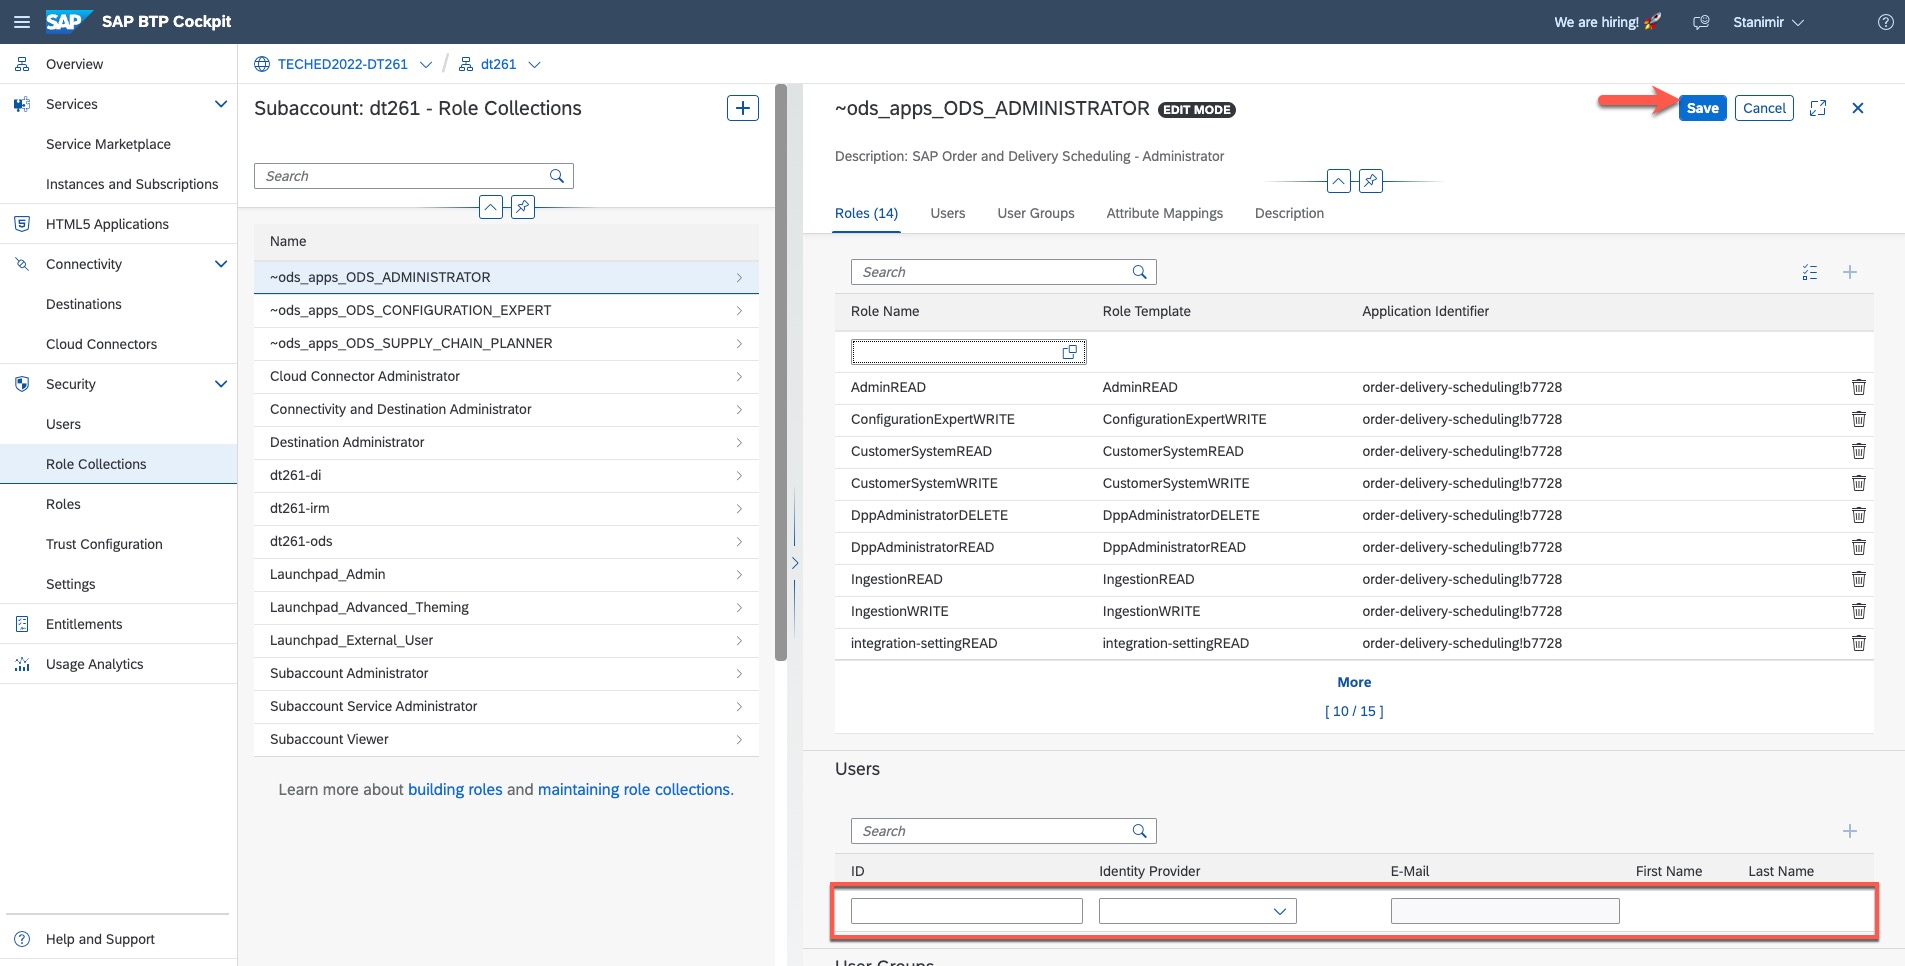 SAP SAP BTP Cockpit
We are hiring! 🚀
Stanimir
Overview
Services
Service Marketplace
Instances and Subscriptions
HTML5 Applications
Connectivity
Destinations
Cloud Connectors
Security
Users
Role Collections
Roles
Trust Configuration
Settings
Entitlements
Usage Analytics
Help and Support
TECHED2022-DT261 / dt261
Subaccount: dt261 - Role Collections
Search
Name
~ods_apps_ODS_ADMINISTRATOR
~ods_apps_ODS_CONFIGURATION_EXPERT
~ods_apps_ODS_SUPPLY_CHAIN_PLANNER
Cloud Connector Administrator
Connectivity and Destination Administrator
Destination Administrator
dt261-di
dt261-irm
dt261-ods
Launchpad_Admin
Launchpad_Advanced_Theming
Launchpad_External_User
Subaccount Administrator
Subaccount Service Administrator
Subaccount Viewer
Learn more about building roles and maintaining role collections.
~ods_apps_ODS_ADMINISTRATOR EDIT MODE
Save Cancel
Description: SAP Order and Delivery Scheduling - Administrator
Roles (14) Users User Groups Attribute Mappings Description
Search
Role Name Role Template Application Identifier
AdminREAD AdminREAD order-delivery-scheduling!b7728
ConfigurationExpertWRITE ConfigurationExpertWRITE order-delivery-scheduling!b7728
CustomerSystemREAD CustomerSystemREAD order-delivery-scheduling!b7728
CustomerSystemWRITE CustomerSystemWRITE order-delivery-scheduling!b7728
DppAdministratorDELETE DppAdministratorDELETE order-delivery-scheduling!b7728
DppAdministratorREAD DppAdministratorREAD order-delivery-scheduling!b7728
IngestionREAD IngestionREAD order-delivery-scheduling!b7728
IngestionWRITE IngestionWRITE order-delivery-scheduling!b7728
integration-settingREAD integration-settingREAD order-delivery-scheduling!b7728
More
[ 10 / 15 ]
Users
Search
ID Identity Provider E-Mail First Name Last Name
User Groups